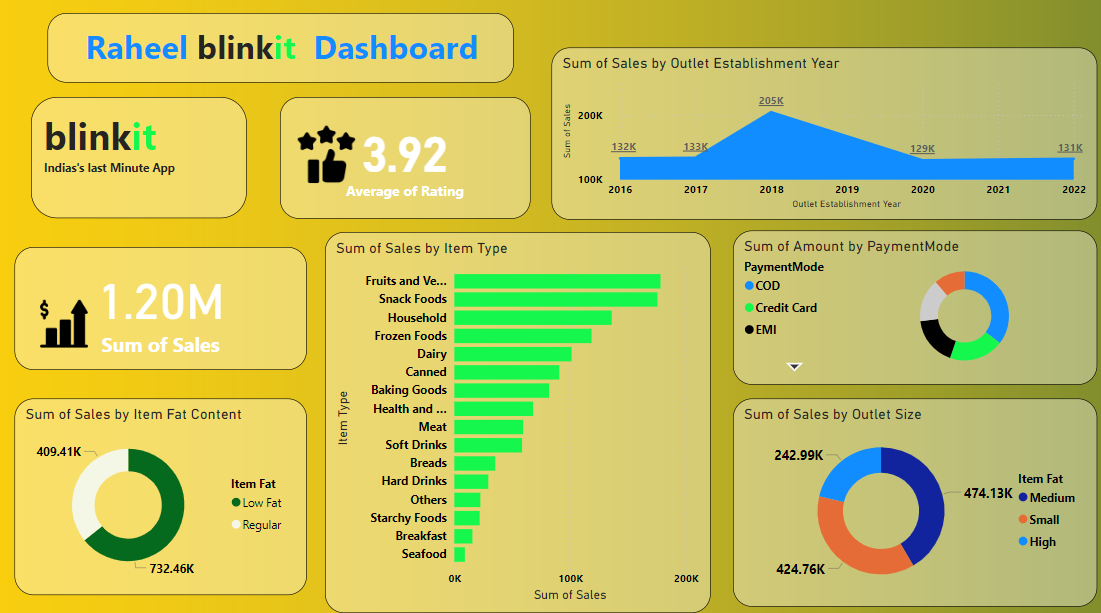 Raheel blinkit Dashboard
blinkit
Indias's last Minute App
3.92
Average of Rating
Sum of Sales by Outlet Establishment Year
Sum of Sales
200K
100K
132K
133K
205K
129K
131K
2016 2017 2018 2019 2020 2021 2022
Outlet Establishment Year
$
1.20M
Sum of Sales
Sum of Sales by Item Type
Item Type
Fruits and Ve...
Snack Foods
Household
Frozen Foods
Dairy
Canned
Baking Goods
Health and ...
Meat
Soft Drinks
Breads
Hard Drinks
Others
Starchy Foods
Breakfast
Seafood
0K 100K 200K
Sum of Sales
Sum of Amount by PaymentMode
PaymentMode
COD
Credit Card
EMI
Sum of Sales by Item Fat Content
409.41K
732.46K
Item Fat
Low Fat
Regular
Sum of Sales by Outlet Size
242.99K
474.13K
424.76K
Item Fat
Medium
Small
High